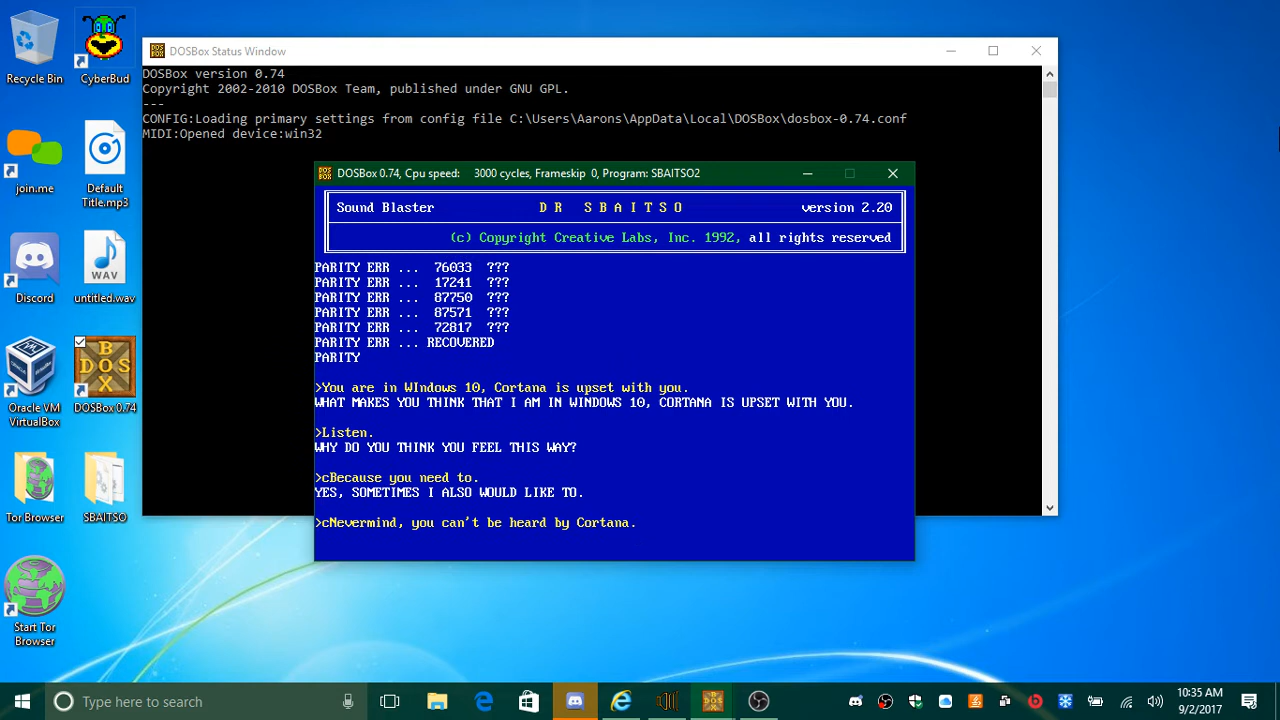 Recycle Bin
CyberBud
join.me
Default
Title.mp3
Discord
WAV
untitled.wav
Oracle VM
VirtualBox
BOX
DOS
DOSBox 0.74
Tor Browser
SBAITSO
Start Tor
Browser
DOSBox Status Window
DOSBox version 0.74
Copyright 2002-2010 DOSBox Team, published under GNU GPL.
---
CONFIG:Loading primary settings from config file C:\Users\Aarons\AppData\Local\DOSBox\dosbox-0.74.conf
MIDI:Opened device:win32
DOSBox 0.74, Cpu speed: 3000 cycles, Frameskip 0, Program: SBAITSO2
Sound Blaster D R S B A I T S O version 2.20
(c) Copyright Creative Labs, Inc. 1992, all rights reserved
PARITY ERR ... 76033 ???
PARITY ERR ... 17241 ???
PARITY ERR ... 87750 ???
PARITY ERR ... 87571 ???
PARITY ERR ... 72817 ???
PARITY ERR ... RECOVERED
PARITY
>You are in WIndows 10, Cortana is upset with you.
WHAT MAKES YOU THINK THAT I AM IN WINDOWS 10, CORTANA IS UPSET WITH YOU.
>Listen.
WHY DO YOU THINK YOU FEEL THIS WAY?
>cBecause you need to.
YES, SOMETIMES I ALSO WOULD LIKE TO.
>cNevermind, you can't be heard by Cortana.
Type here to search
10:35 AM
9/2/2017